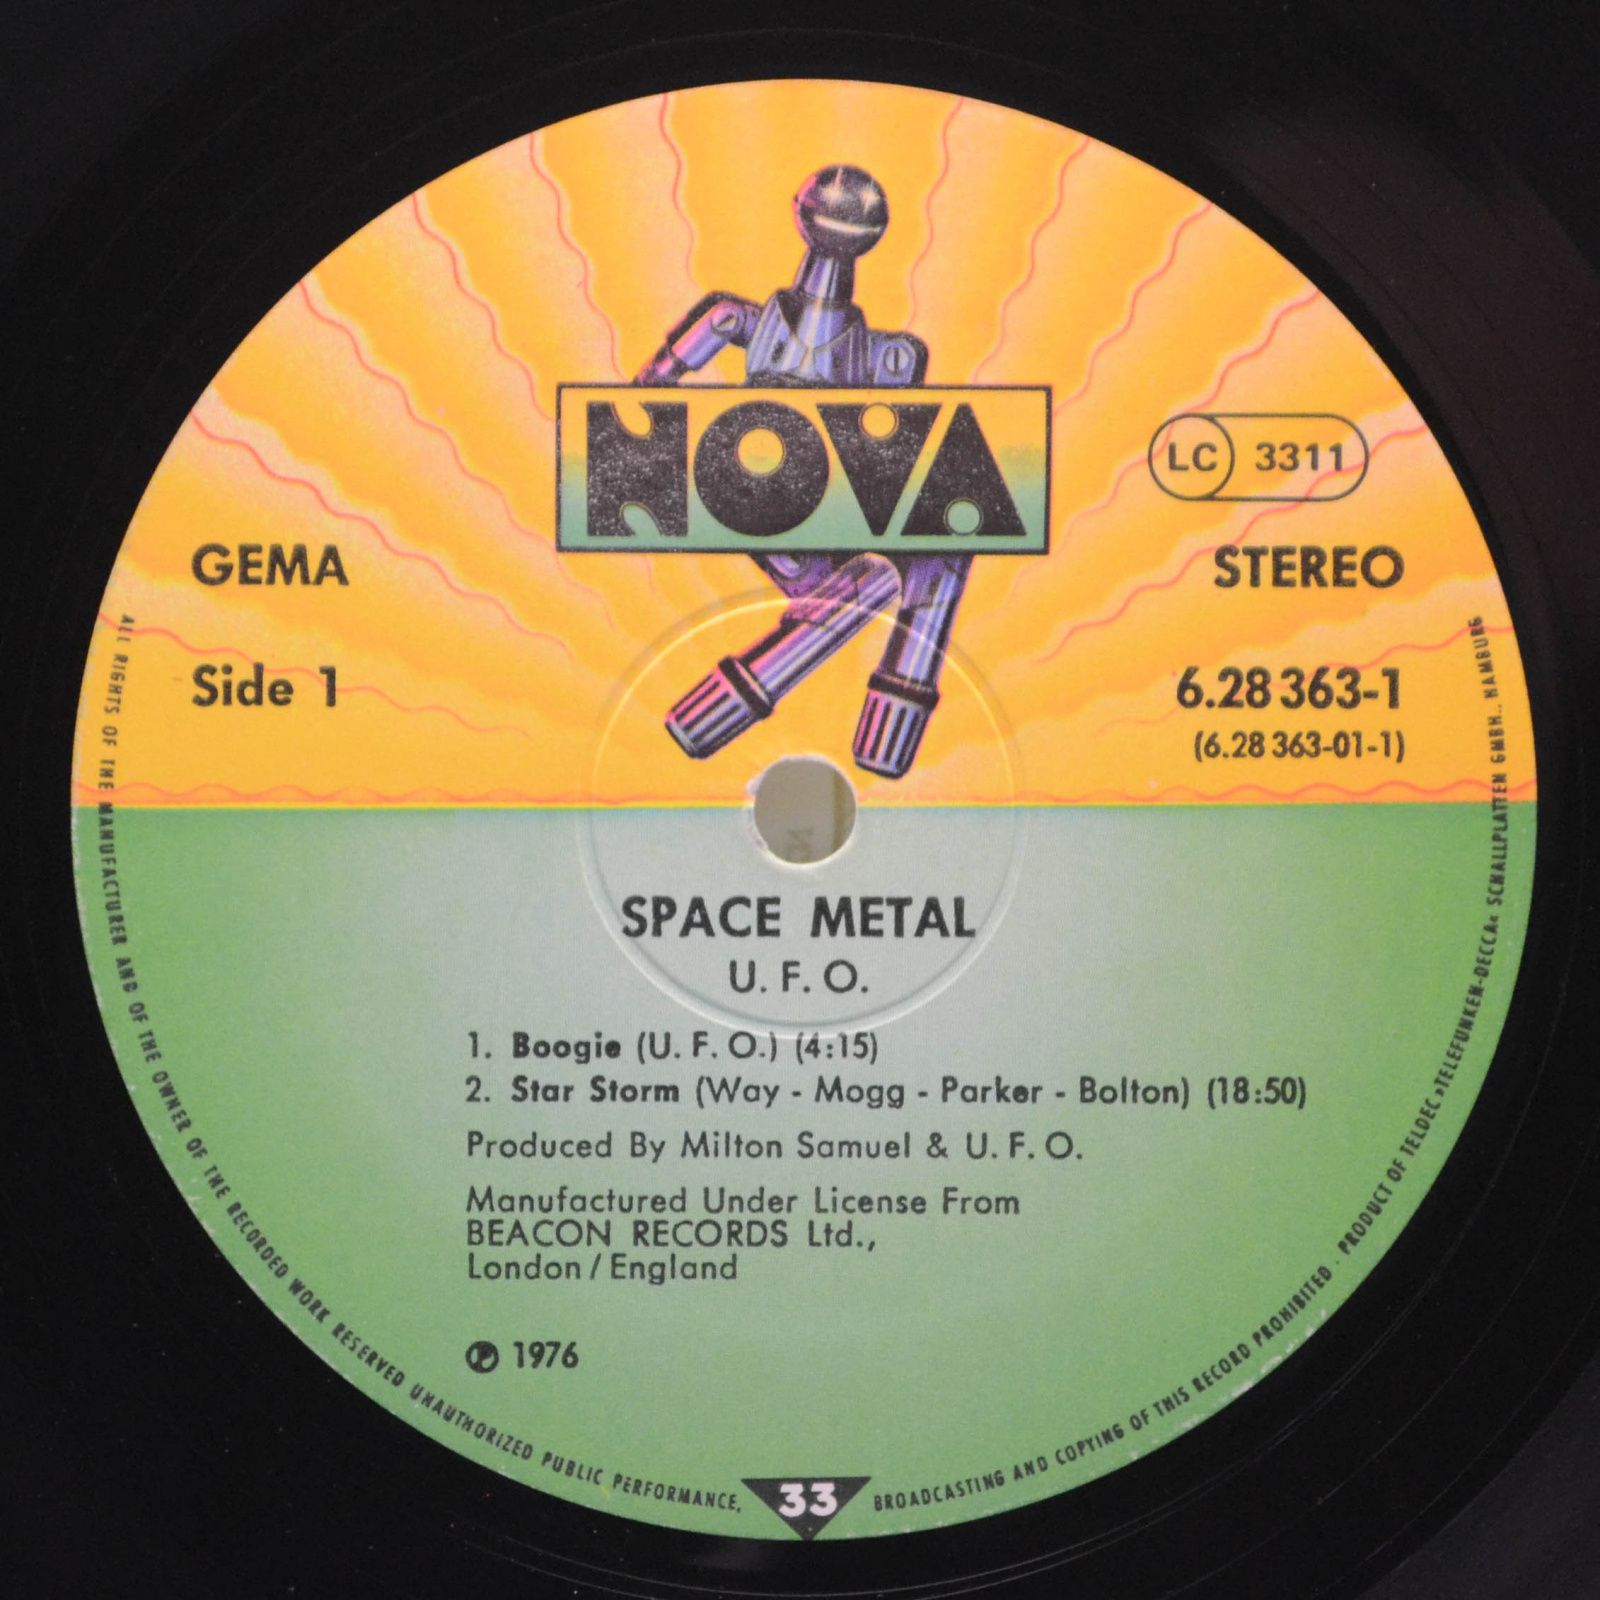 NOVA
LC 3311
GEMA
STEREO
Side 1
6.28 363-1
(6.28 363-01-1)
SPACE METAL
U. F. O.
1. Boogie (U. F. O.) (4:15)
2. Star Storm (Way - Mogg - Parker - Bolton) (18:50)
Produced By Milton Samuel & U. F. O.
Manufactured Under License From
BEACON RECORDS Ltd.,
London / England
℗ 1976
33
ALL RIGHTS OF THE MANUFACTURER AND OF THE OWNER OF THE RECORDED WORK RESERVED UNAUTHORIZED PUBLIC PERFORMANCE, BROADCASTING AND COPYING OF THIS RECORD PROHIBITED · PRODUCT OF TELDEC »TELEFUNKEN-DECCA« SCHALLPLATTEN GMBH., HAMBURG